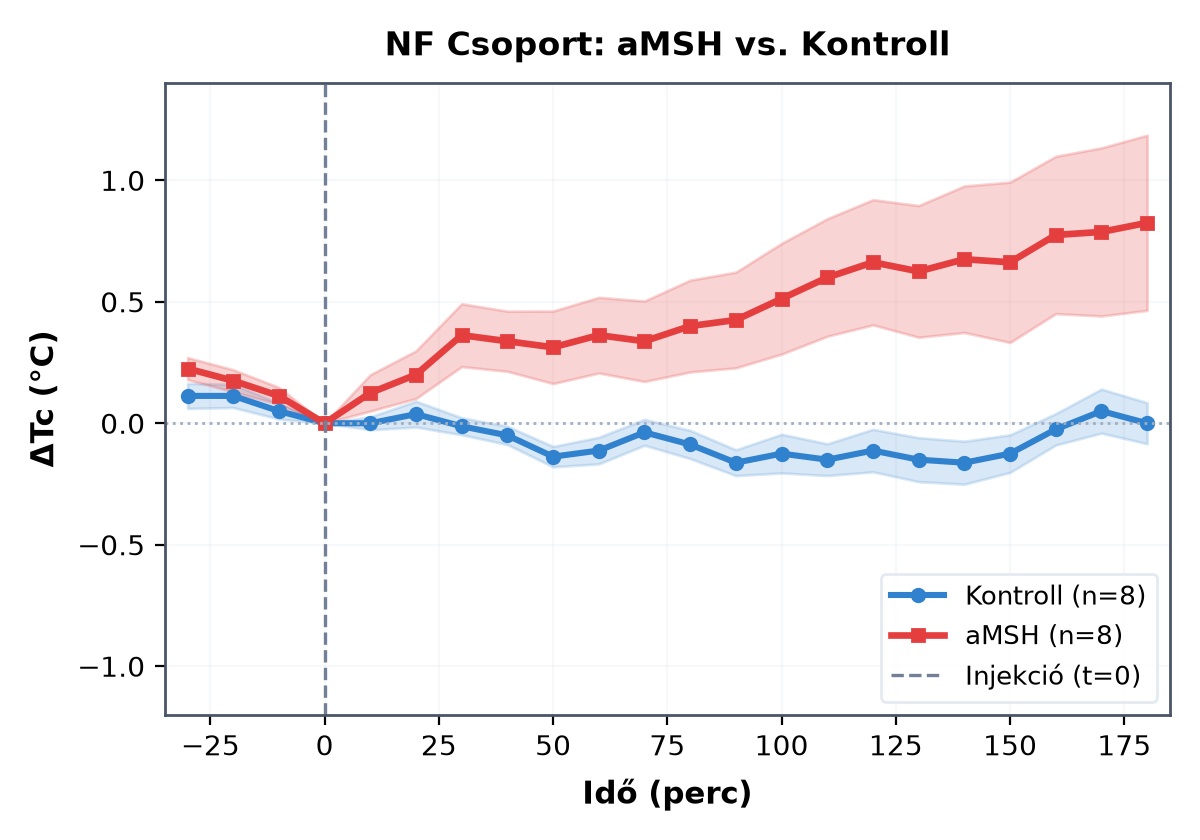 NF Csoport: aMSH vs. Kontroll
ΔTc (°C)
1.0
0.5
0.0
−0.5
−1.0
Kontroll (n=8)
aMSH (n=8)
Injekció (t=0)
−25 0 25 50 75 100 125 150 175
Idő (perc)